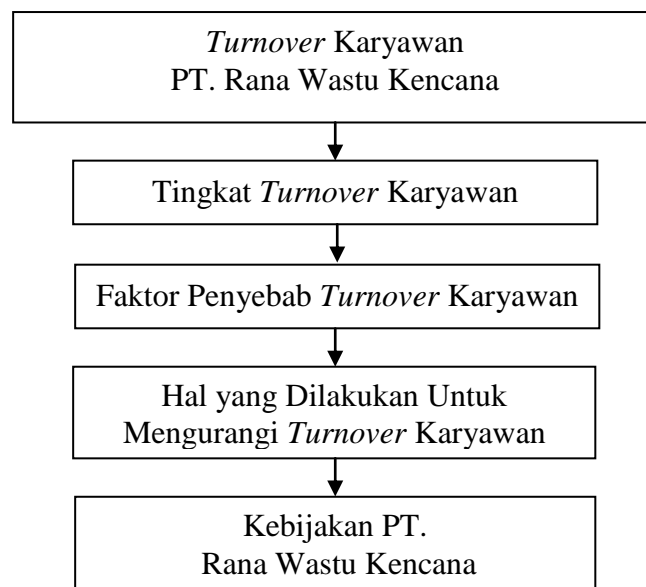 Turnover Karyawan
PT. Rana Wastu Kencana
Tingkat Turnover Karyawan
Faktor Penyebab Turnover Karyawan
Hal yang Dilakukan Untuk
Mengurangi Turnover Karyawan
Kebijakan PT.
Rana Wastu Kencana